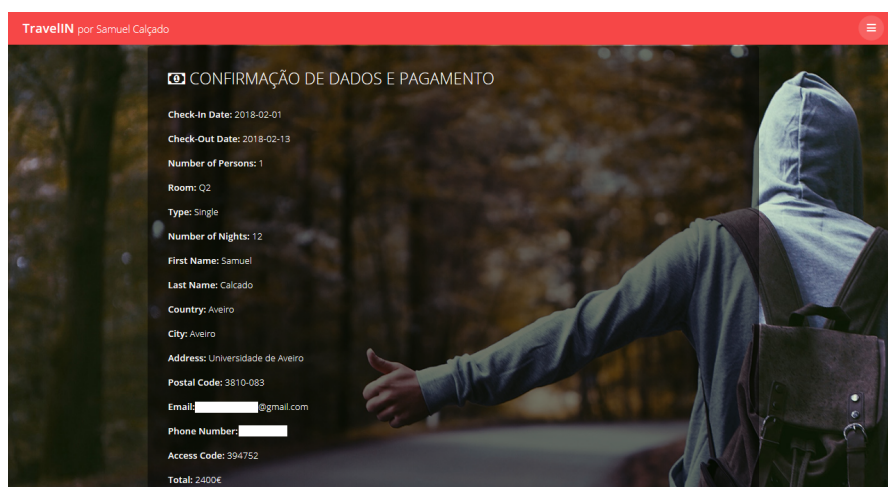 TravelIN por Samuel Calçado
CONFIRMAÇÃO DE DADOS E PAGAMENTO
Check-In Date: 2018-02-01
Check-Out Date: 2018-02-13
Number of Persons: 1
Room: Q2
Type: Single
Number of Nights: 12
First Name: Samuel
Last Name: Calcado
Country: Aveiro
City: Aveiro
Address: Universidade de Aveiro
Postal Code: 3810-083
Email: @gmail.com
Phone Number:
Access Code: 394752
Total: 2400€